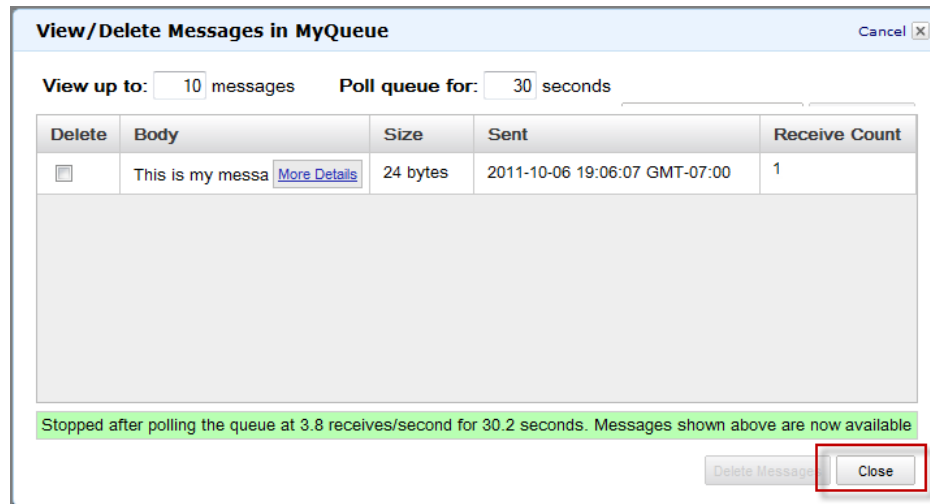 View/Delete Messages in MyQueue Cancel
View up to: 10 messages Poll queue for: 30 seconds
Delete Body Size Sent Receive Count
This is my messa More Details 24 bytes 2011-10-06 19:06:07 GMT-07:00 1
Stopped after polling the queue at 3.8 receives/second for 30.2 seconds. Messages shown above are now available
Delete Messages Close